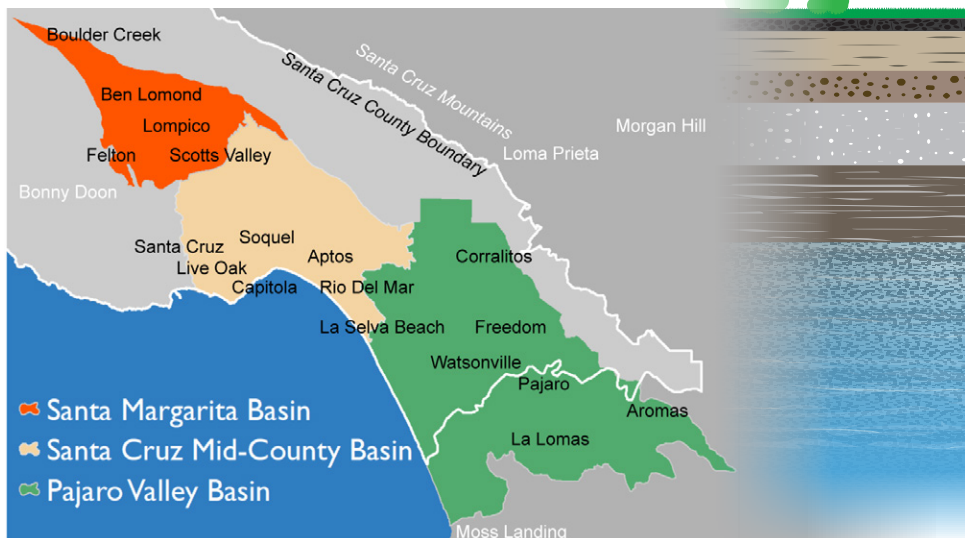 Boulder Creek
Santa Cruz Mountains
Santa Cruz County Boundary
Ben Lomond
Lompico
Morgan Hill
Felton
Scotts Valley
Loma Prieta
Bonny Doon
Santa Cruz
Soquel
Aptos
Corralitos
Live Oak
Capitola
Rio Del Mar
La Selva Beach
Freedom
Watsonville
Pajaro
Aromas
La Lomas
Santa Margarita Basin
Santa Cruz Mid-County Basin
Pajaro Valley Basin
Moss Landing